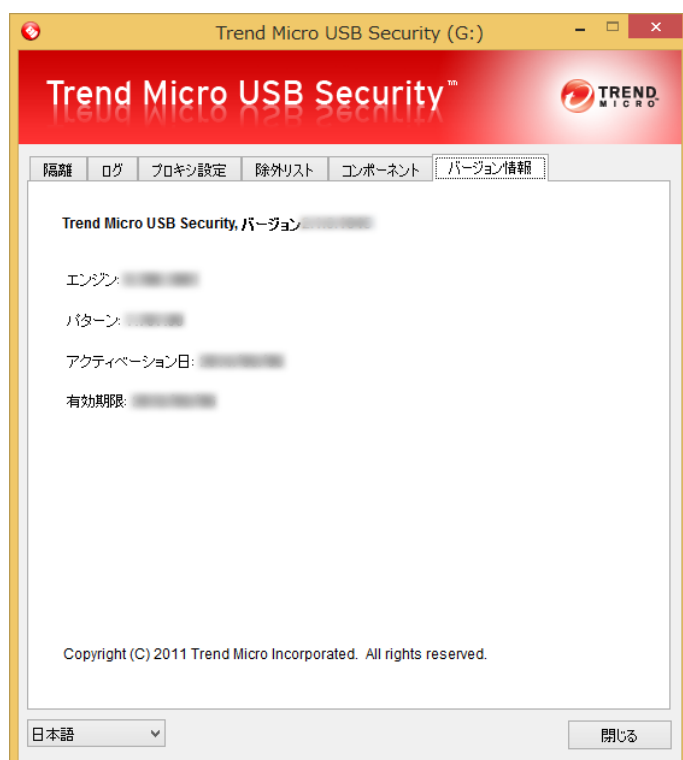 Trend Micro USB Security (G:)
Trend Micro USB Security™
TREND MICRO
隔離 ログ プロキシ設定 除外リスト コンポーネント バージョン情報
Trend Micro USB Security, バージョン
エンジン:
パターン:
アクティベーション日:
有効期限:
Copyright (C) 2011 Trend Micro Incorporated. All rights reserved.
日本語 閉じる